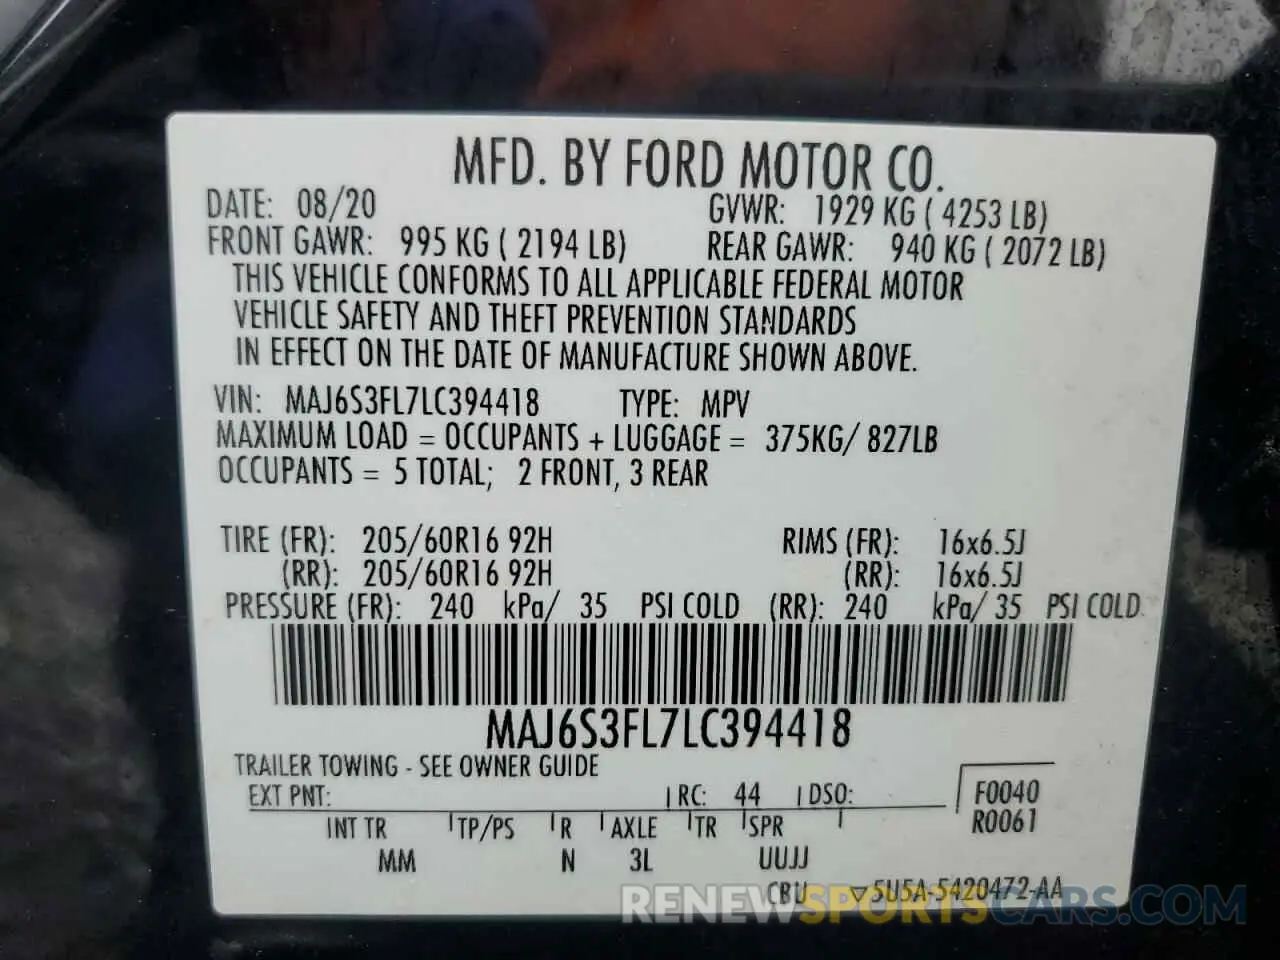 MFD. BY FORD MOTOR CO.
DATE: 08/20 GVWR: 1929 KG ( 4253 LB)
FRONT GAWR: 995 KG ( 2194 LB) REAR GAWR: 940 KG ( 2072 LB)
THIS VEHICLE CONFORMS TO ALL APPLICABLE FEDERAL MOTOR
VEHICLE SAFETY AND THEFT PREVENTION STANDARDS
IN EFFECT ON THE DATE OF MANUFACTURE SHOWN ABOVE.
VIN: MAJ6S3FL7LC394418 TYPE: MPV
MAXIMUM LOAD = OCCUPANTS + LUGGAGE = 375KG/ 827LB
OCCUPANTS = 5 TOTAL; 2 FRONT, 3 REAR
TIRE (FR): 205/60R16 92H RIMS (FR): 16x6.5J
(RR): 205/60R16 92H (RR): 16x6.5J
PRESSURE (FR): 240 kPa/ 35 PSI COLD (RR): 240 kPa/ 35 PSI COLD
MAJ6S3FL7LC394418
TRAILER TOWING - SEE OWNER GUIDE
EXT PNT: RC: 44 DSO: F0040
INT TR TP/PS R AXLE TR SPR R0061
MM N 3L UUJJ
CBU 5U5A-5420472-AA
RENEWSPORTSCARS.COM